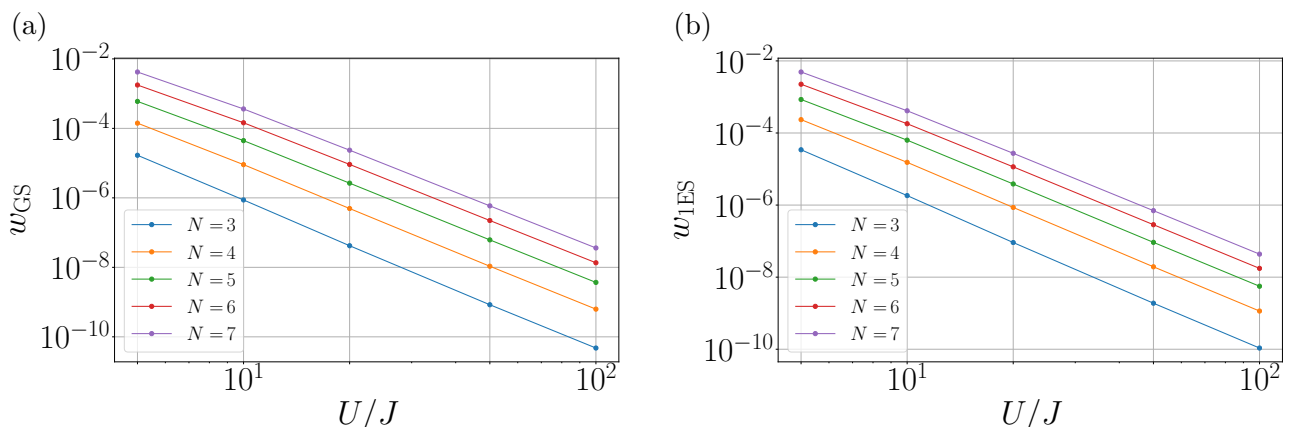 (a)
w_GS
10^−2
10^−4
10^−6
10^−8
10^−10
N = 3
N = 4
N = 5
N = 6
N = 7
10^1
10^2
U/J
(b)
w_1ES
10^−2
10^−4
10^−6
10^−8
10^−10
N = 3
N = 4
N = 5
N = 6
N = 7
10^1
10^2
U/J